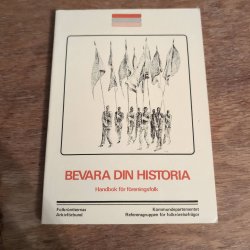 BEVARA DIN HISTORIA
Handbok för föreningsfolk
Folkrörelsernas
Arkivförbund
Kommundepartementet
Referensgruppen för folkrörelsefrågor